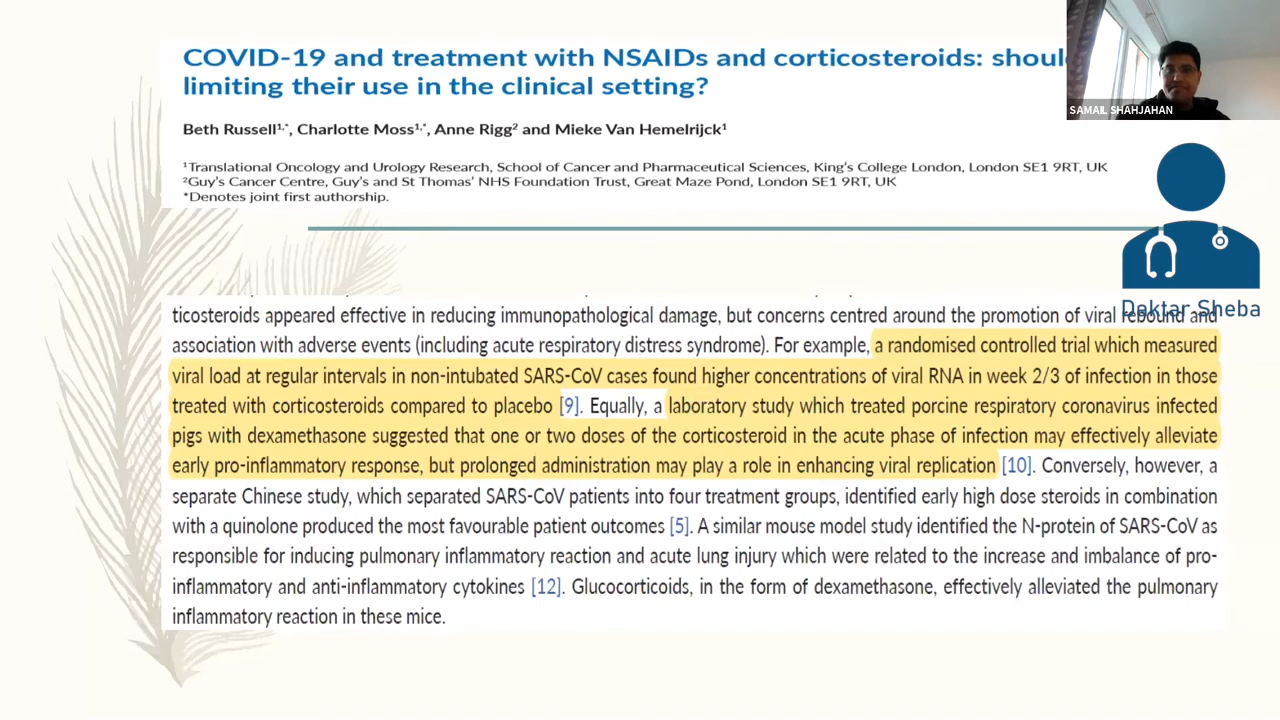 COVID-19 and treatment with NSAIDs and corticosteroids:
limiting their use in the clinical setting?
SAMAIL SHAHJAHAN
Beth Russell¹,*, Charlotte Moss¹,*, Anne Rigg² and Mieke Van Hemelrijck¹
¹Translational Oncology and Urology Research, School of Cancer and Pharmaceutical Sciences, King's College London, London SE1 9RT, UK
²Guy's Cancer Centre, Guy's and St Thomas' NHS Foundation Trust, Great Maze Pond, London SE1 9RT, UK
*Denotes joint first authorship.
Daktar Sheba
ticosteroids appeared effective in reducing immunopathological damage, but concerns centred around the promotion of viral rebound and
association with adverse events (including acute respiratory distress syndrome). For example, a randomised controlled trial which measured
viral load at regular intervals in non-intubated SARS-CoV cases found higher concentrations of viral RNA in week 2/3 of infection in those
treated with corticosteroids compared to placebo [9]. Equally, a laboratory study which treated porcine respiratory coronavirus infected
pigs with dexamethasone suggested that one or two doses of the corticosteroid in the acute phase of infection may effectively alleviate
early pro-inflammatory response, but prolonged administration may play a role in enhancing viral replication [10]. Conversely, however, a
separate Chinese study, which separated SARS-CoV patients into four treatment groups, identified early high dose steroids in combination
with a quinolone produced the most favourable patient outcomes [5]. A similar mouse model study identified the N-protein of SARS-CoV as
responsible for inducing pulmonary inflammatory reaction and acute lung injury which were related to the increase and imbalance of pro-
inflammatory and anti-inflammatory cytokines [12]. Glucocorticoids, in the form of dexamethasone, effectively alleviated the pulmonary
inflammatory reaction in these mice.